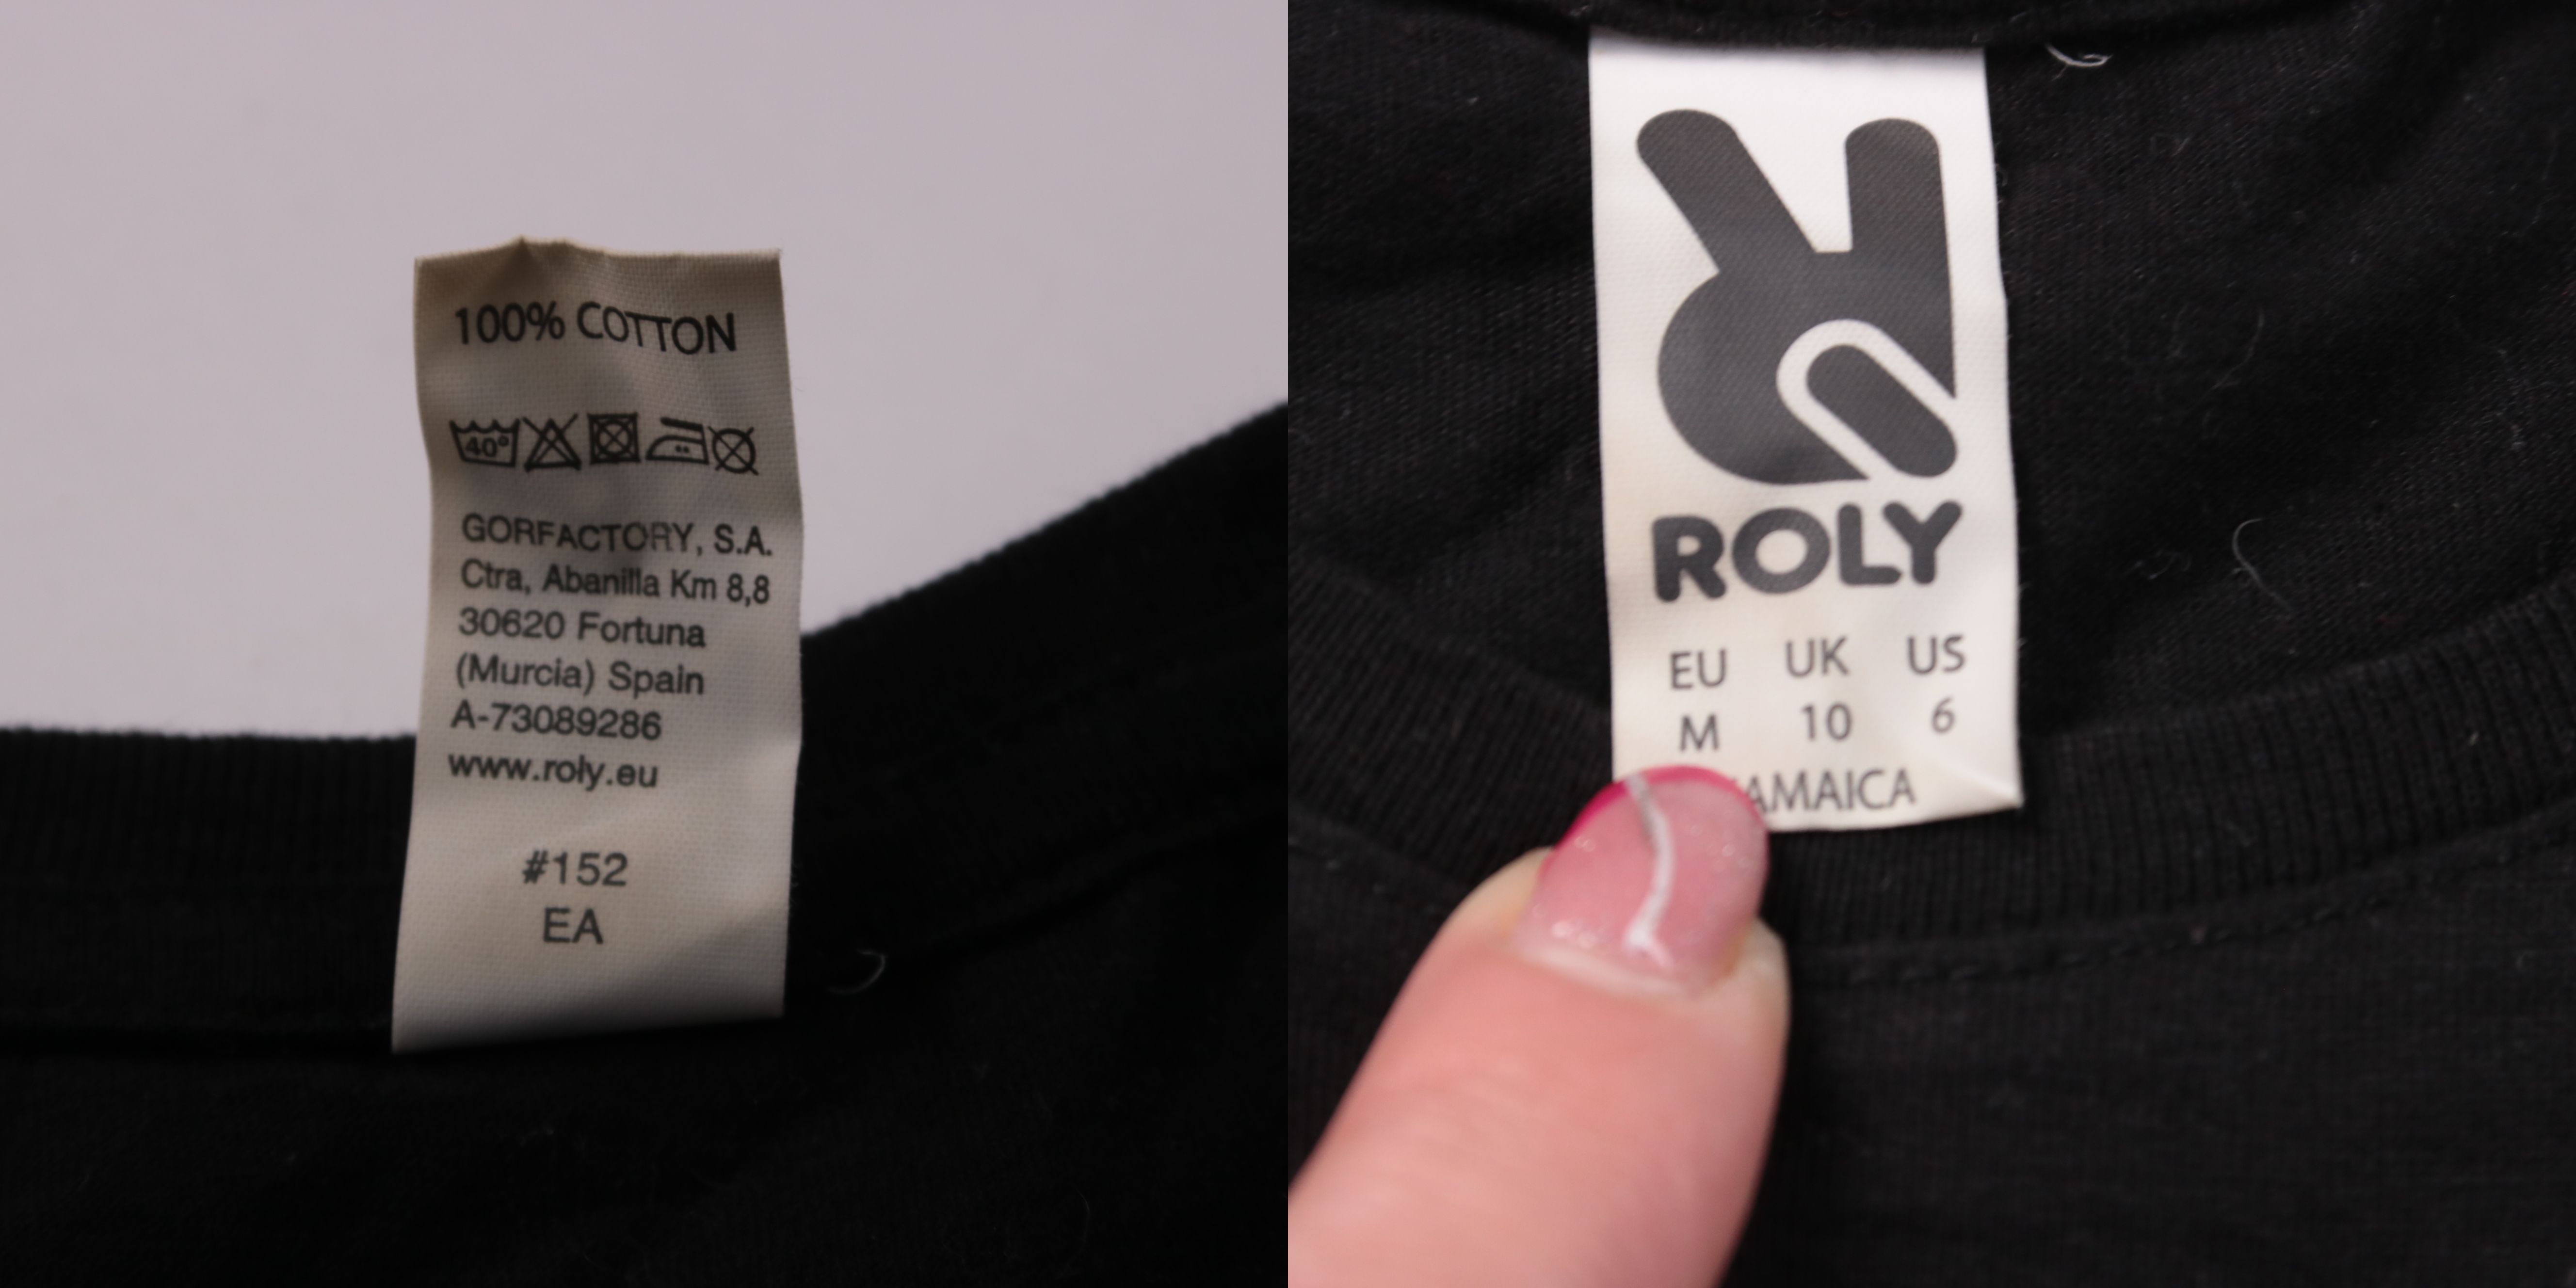 100% COTTON
40°
GORFACTORY, S.A.
Ctra, Abanilla Km 8,8
30620 Fortuna
(Murcia) Spain
A-73089286
www.roly.eu
#152
EA
ROLY
EU UK US
M 10 6
AMAICA